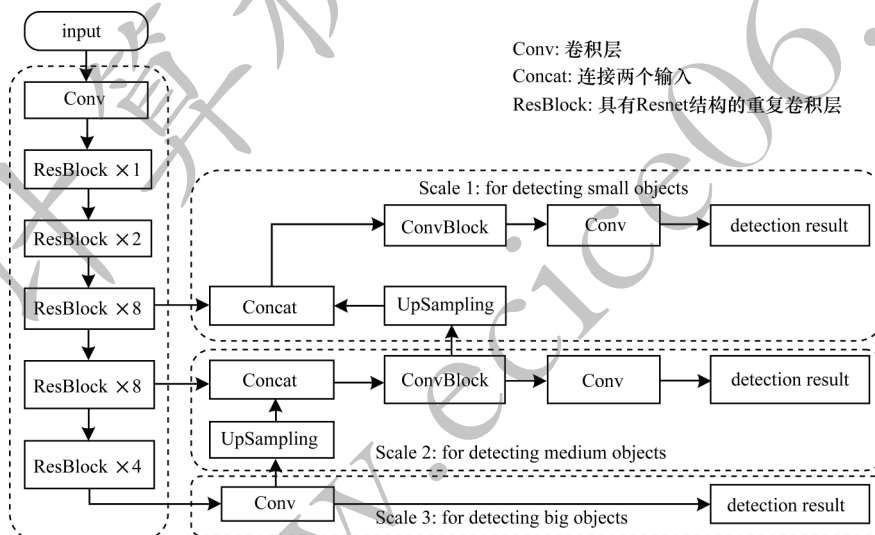 input
Conv: 卷积层
Concat: 连接两个输入
ResBlock: 具有Resnet结构的重复卷积层
Conv
ResBlock ×1
ResBlock ×2
ResBlock ×8
ResBlock ×8
ResBlock ×4
Scale 1: for detecting small objects
ConvBlock
Conv
detection result
Concat
UpSampling
Concat
ConvBlock
Conv
detection result
UpSampling
Scale 2: for detecting medium objects
Conv
detection result
Scale 3: for detecting big objects
www.ecice06.